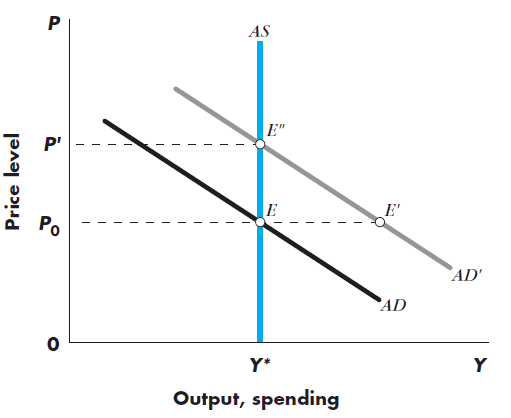 P
AS
P'
E"
E
E'
P0
AD'
AD
0
Y*
Y
Price level
Output, spending